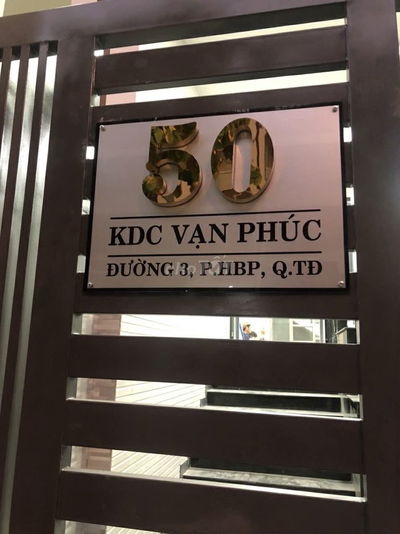 50
KDC VẠN PHÚC
ĐƯỜNG 3, P.HBP, Q.TĐ